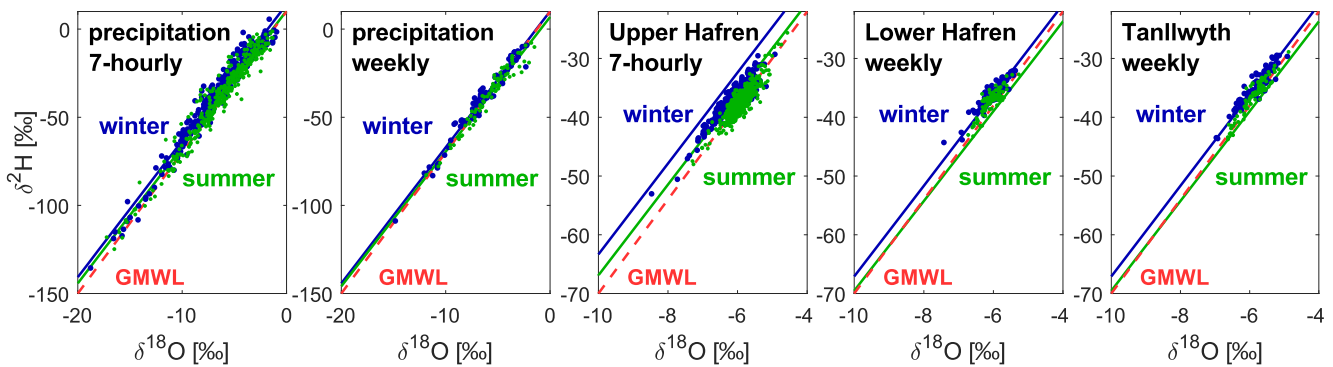 precipitation
7-hourly
winter
summer
GMWL
0
-50
-100
-150
-20
-10
0
δ2H [‰]
δ18O [‰]
precipitation
weekly
winter
summer
GMWL
0
-50
-100
-150
-20
-10
0
δ18O [‰]
Upper Hafren
7-hourly
winter
summer
GMWL
-30
-40
-50
-60
-70
-10
-8
-6
-4
δ18O [‰]
Lower Hafren
weekly
winter
summer
GMWL
-30
-40
-50
-60
-70
-10
-8
-6
-4
δ18O [‰]
Tanllwyth
weekly
winter
summer
GMWL
-30
-40
-50
-60
-70
-10
-8
-6
-4
δ18O [‰]